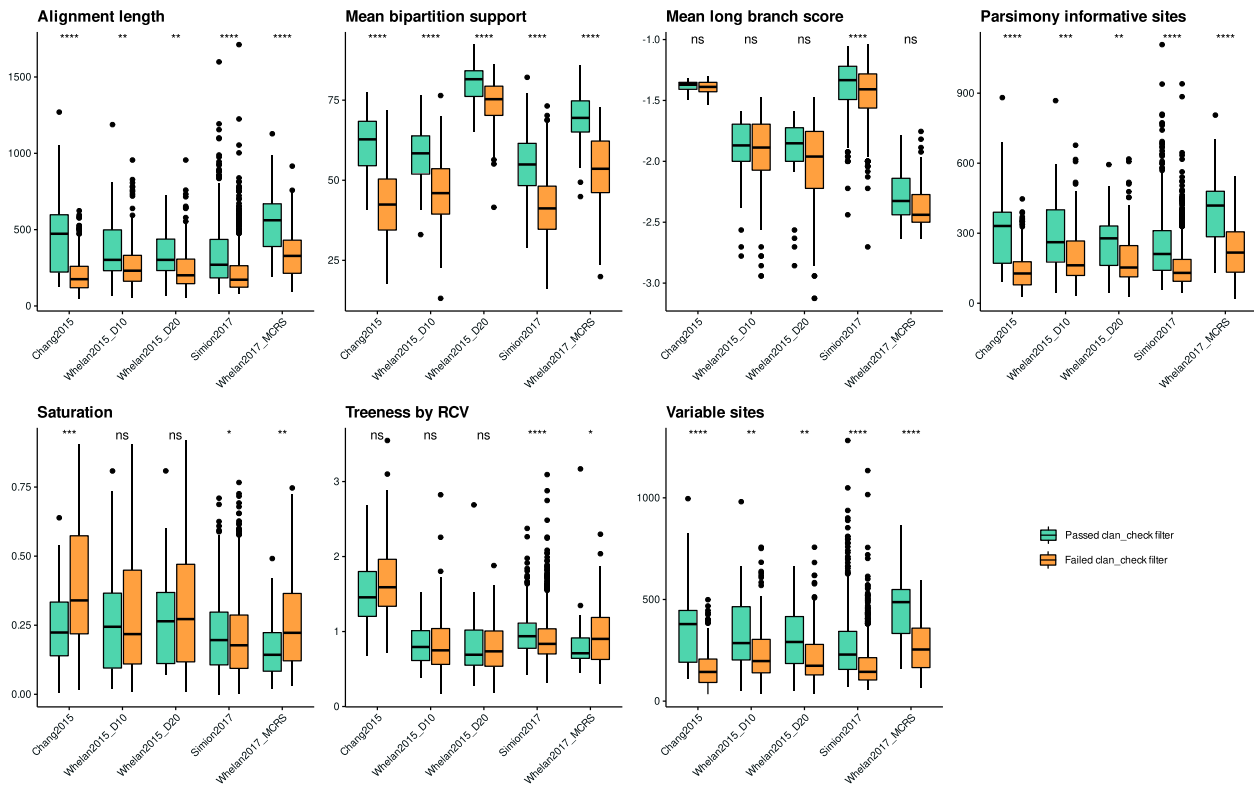 Alignment length
**** ** ** **** ****
1500
1000
500
0
Chang2015
Whelan2015_D10
Whelan2015_D20
Simion2017
Whelan2017_MCRS
Mean bipartition support
**** **** **** **** ****
75
50
25
Chang2015
Whelan2015_D10
Whelan2015_D20
Simion2017
Whelan2017_MCRS
Mean long branch score
ns ns ns **** ns
-1.0
-1.5
-2.0
-2.5
-3.0
Chang2015
Whelan2015_D10
Whelan2015_D20
Simion2017
Whelan2017_MCRS
Parsimony informative sites
**** *** ** **** ****
900
600
300
0
Chang2015
Whelan2015_D10
Whelan2015_D20
Simion2017
Whelan2017_MCRS
Saturation
*** ns ns * **
0.75
0.50
0.25
0.00
Chang2015
Whelan2015_D10
Whelan2015_D20
Simion2017
Whelan2017_MCRS
Treeness by RCV
ns ns ns **** *
3
2
1
0
Chang2015
Whelan2015_D10
Whelan2015_D20
Simion2017
Whelan2017_MCRS
Variable sites
**** ** ** **** ****
1000
500
0
Chang2015
Whelan2015_D10
Whelan2015_D20
Simion2017
Whelan2017_MCRS
Passed clan_check filter
Failed clan_check filter